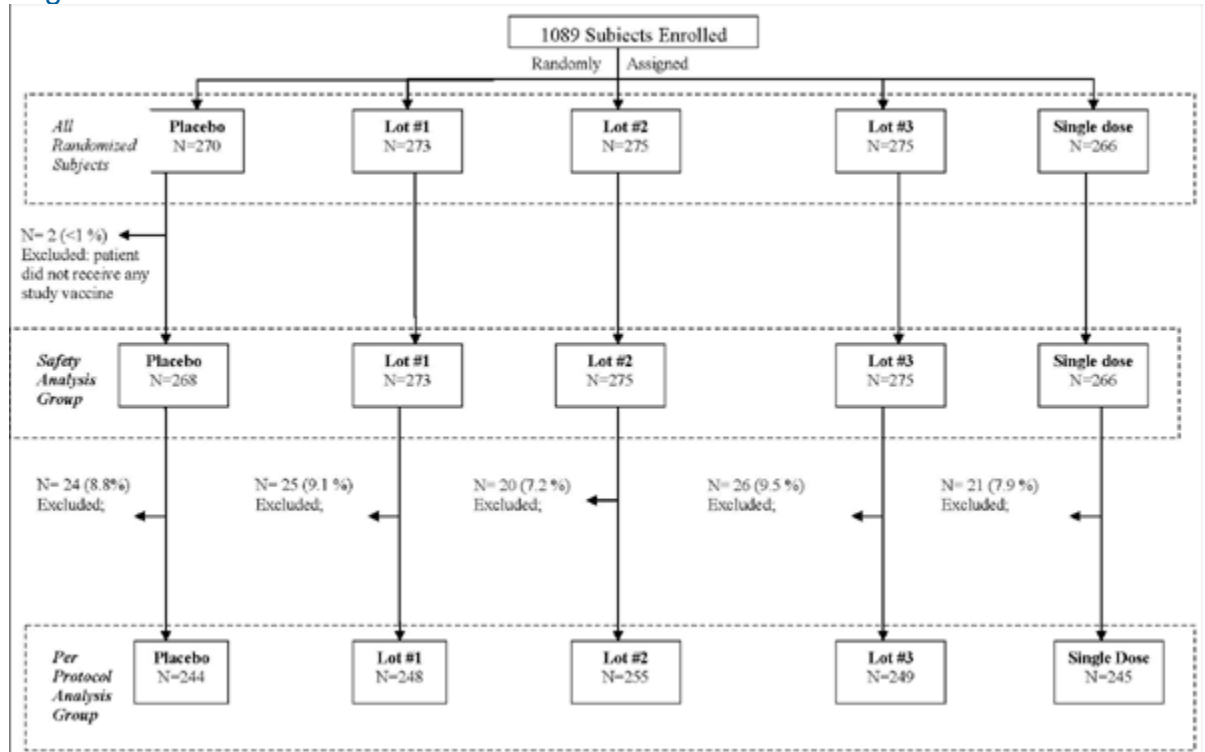 1089 Subjects Enrolled
Randomly Assigned
All
Randomized
Subjects
Placebo
N=270
Lot #1
N=273
Lot #2
N=275
Lot #3
N=275
Single dose
N=266
N= 2 (<1 %)
Excluded: patient
did not receive any
study vaccine
Safety
Analysis
Group
Placebo
N=268
Lot #1
N=273
Lot #2
N=275
Lot #3
N=275
Single dose
N=266
N= 24 (8.8%)
Excluded;
N= 25 (9.1 %)
Excluded;
N= 20 (7.2 %)
Excluded;
N= 26 (9.5 %)
Excluded;
N= 21 (7.9 %)
Excluded;
Per
Protocol
Analysis
Group
Placebo
N=244
Lot #1
N=248
Lot #2
N=255
Lot #3
N=249
Single Dose
N=245